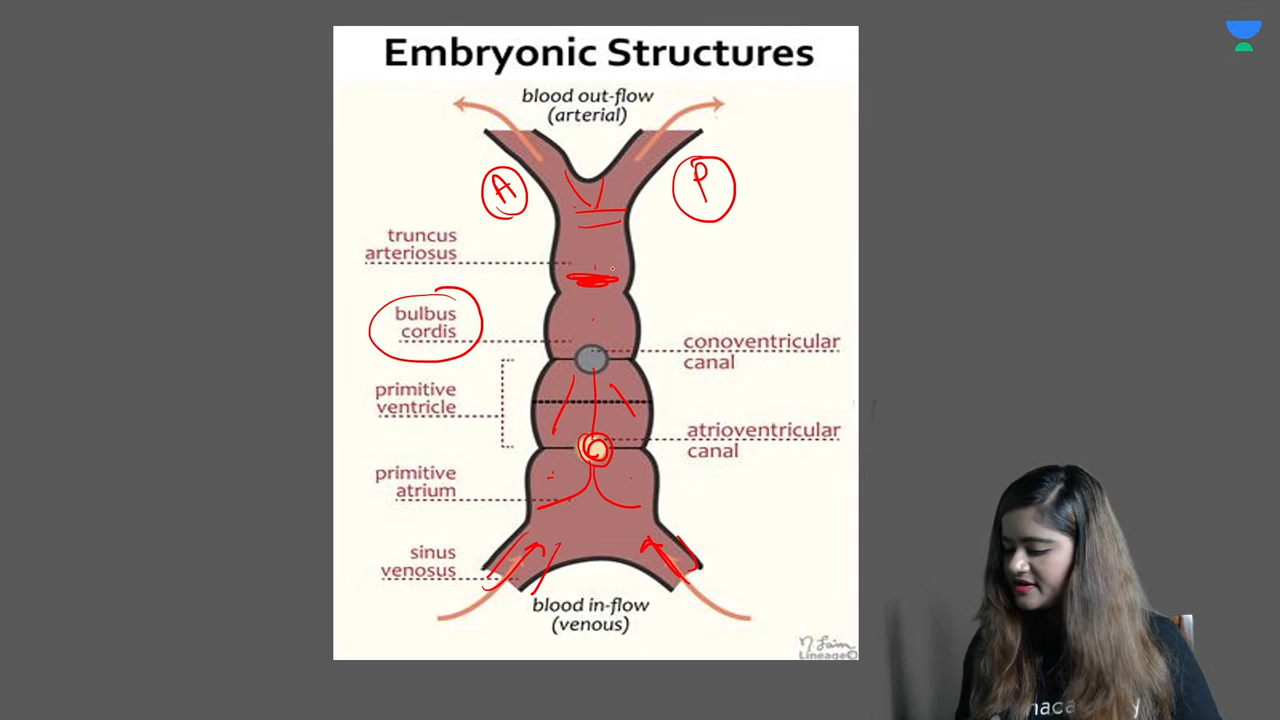 Embryonic Structures
blood out-flow
(arterial)
A
P
truncus
arteriosus
bulbus
cordis
conoventricular
canal
primitive
ventricle
atrioventricular
canal
primitive
atrium
sinus
venosus
blood in-flow
(venous)
Lineage©